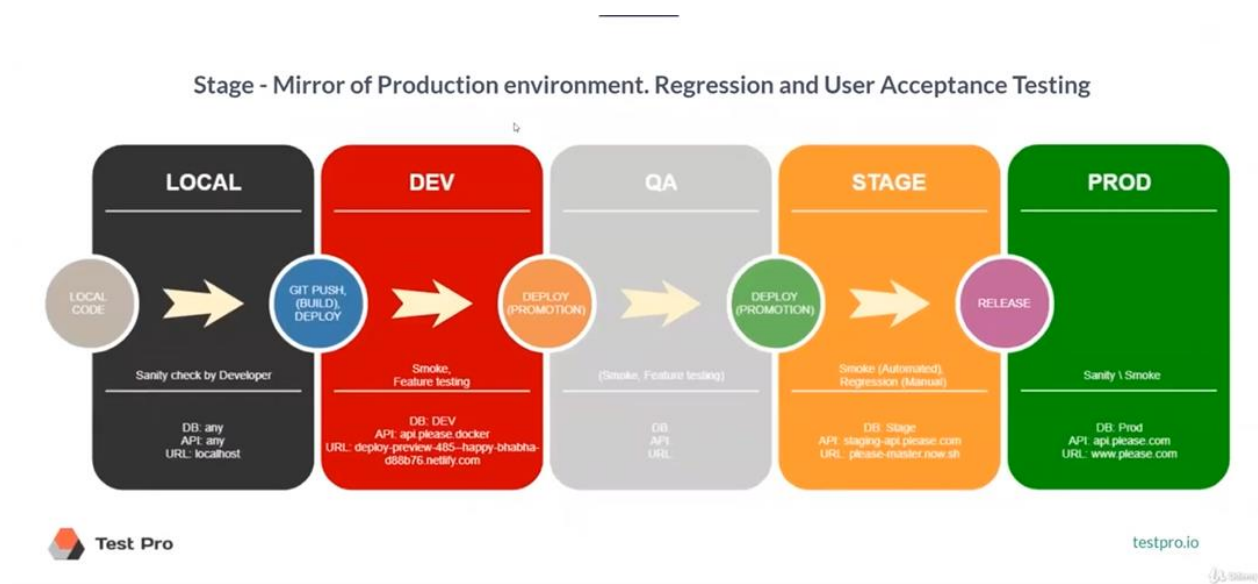 Stage - Mirror of Production environment. Regression and User Acceptance Testing
LOCAL
LOCAL
CODE
Sanity check by Developer
DB: any
API: any
URL: localhost
GIT PUSH,
(BUILD),
DEPLOY
DEV
Smoke,
Feature testing
DB: DEV
API: api.please.docker
URL: deploy-preview-485--happy-bhabha-
d88b76.netlify.com
DEPLOY
(PROMOTION)
QA
(Smoke, Feature testing)
DB
API
URL
DEPLOY
(PROMOTION)
STAGE
Smoke (Automated),
Regression (Manual)
DB: Stage
API: staging-api.please.com
URL: please-master.now.sh
RELEASE
PROD
Sanity \ Smoke
DB: Prod
API: api.please.com
URL: www.please.com
Test Pro
testpro.io
Udemy